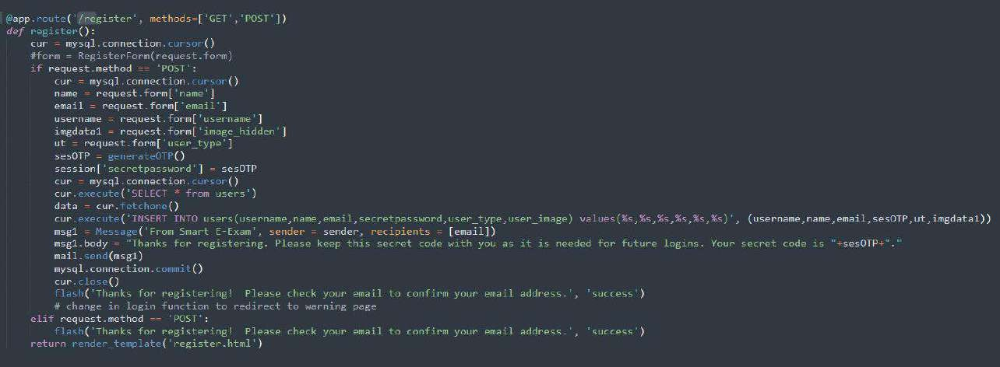 @app.route('/register', methods=['GET','POST'])
def register():
    cur = mysql.connection.cursor()
    #form = RegisterForm(request.form)
    if request.method == 'POST':
        cur = mysql.connection.cursor()
        name = request.form['name']
        email = request.form['email']
        username = request.form['username']
        imgdata1 = request.form['image_hidden']
        ut = request.form['user_type']
        sesOTP = generateOTP()
        session['secretpassword'] = sesOTP
        cur = mysql.connection.cursor()
        cur.execute('SELECT * from users')
        data = cur.fetchone()
        cur.execute('INSERT INTO users(username,name,email,secretpassword,user_type,user_image) values(%s,%s,%s,%s,%s,%s)', (username,name,email,sesOTP,ut,imgdata1))
        msg1 = Message('From Smart E-Exam', sender = sender, recipients = [email])
        msg1.body = "Thanks for registering. Please keep this secret code with you as it is needed for future logins. Your secret code is "+sesOTP+"."
        mail.send(msg1)
        mysql.connection.commit()
        cur.close()
        flash('Thanks for registering!  Please check your email to confirm your email address.', 'success')
        # change in login function to redirect to warning page
    elif request.method == 'POST':
        flash('Thanks for registering!  Please check your email to confirm your email address.', 'success')
    return render_template('register.html')